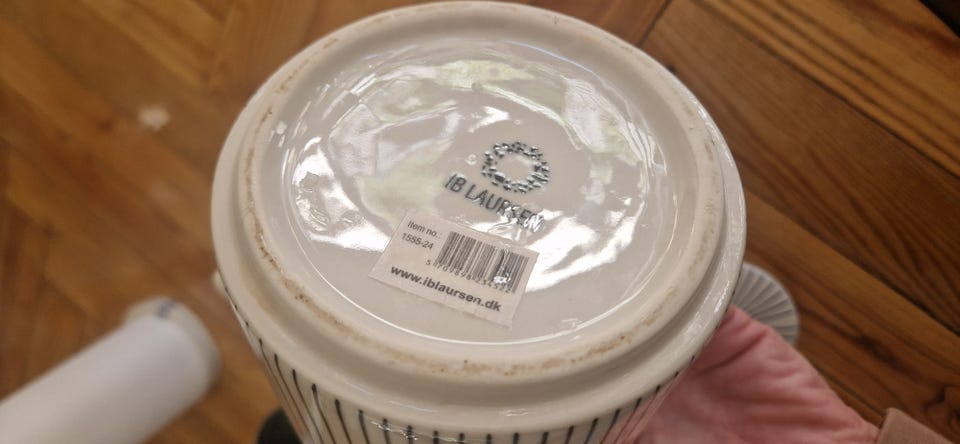 IB LAURSEN
Item no.:
1555-24
www.iblaursen.dk